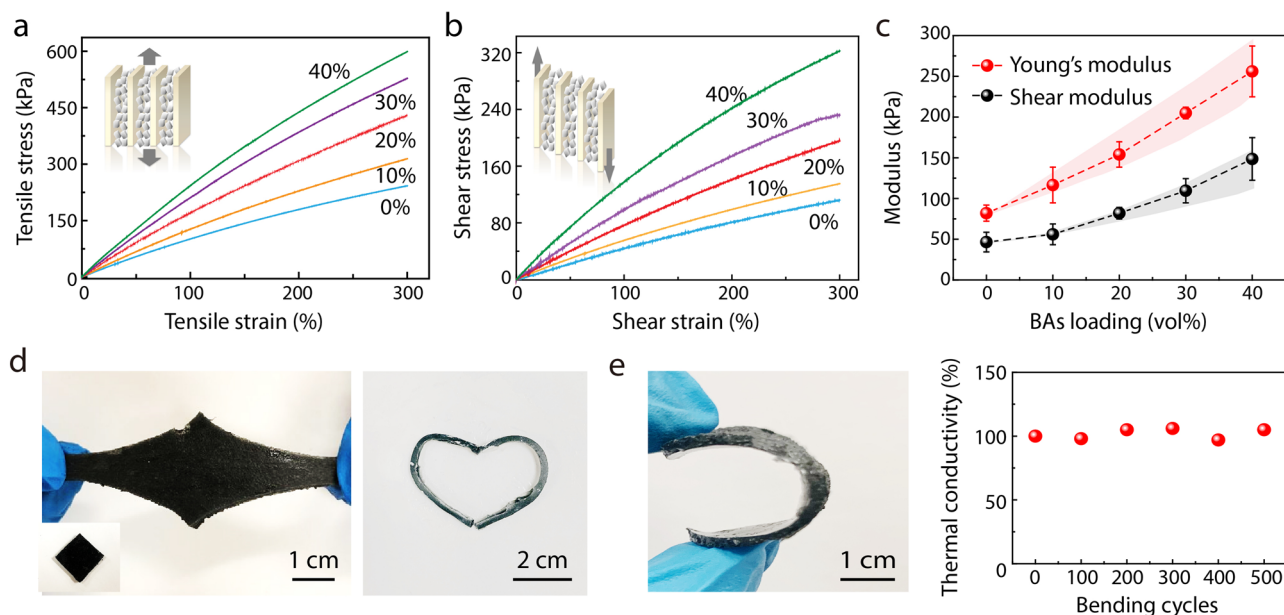 a
Tensile stress (kPa)
600
450
300
150
0
40%
30%
20%
10%
0%
0
100
200
300
Tensile strain (%)
b
Shear stress (kPa)
320
240
160
80
0
40%
30%
20%
10%
0%
0
100
200
300
Shear strain (%)
c
Modulus (kPa)
300
250
200
150
100
50
0
Young's modulus
Shear modulus
0
10
20
30
40
BAs loading (vol%)
d
1 cm
2 cm
e
1 cm
Thermal conductivity (%)
150
100
50
0
0
100
200
300
400
500
Bending cycles